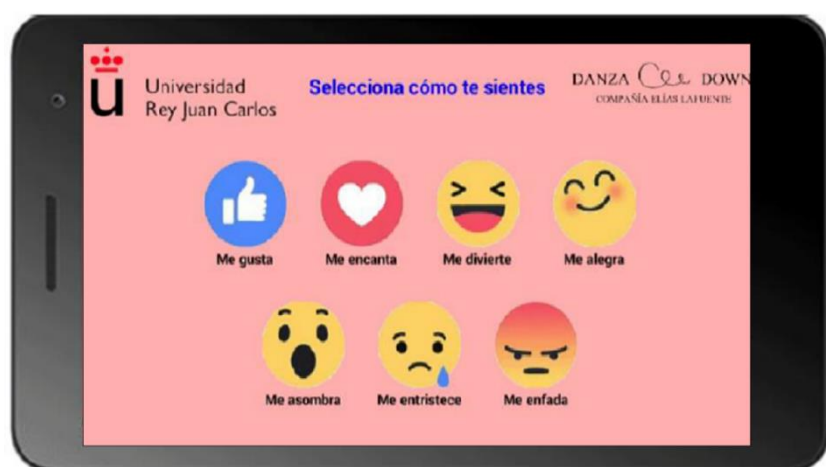 Universidad
Rey Juan Carlos
Selecciona cómo te sientes
DANZA DOWN
COMPAÑÍA ELÍAS LAFUENTE
Me gusta
Me encanta
Me divierte
Me alegra
Me asombra
Me entristece
Me enfada